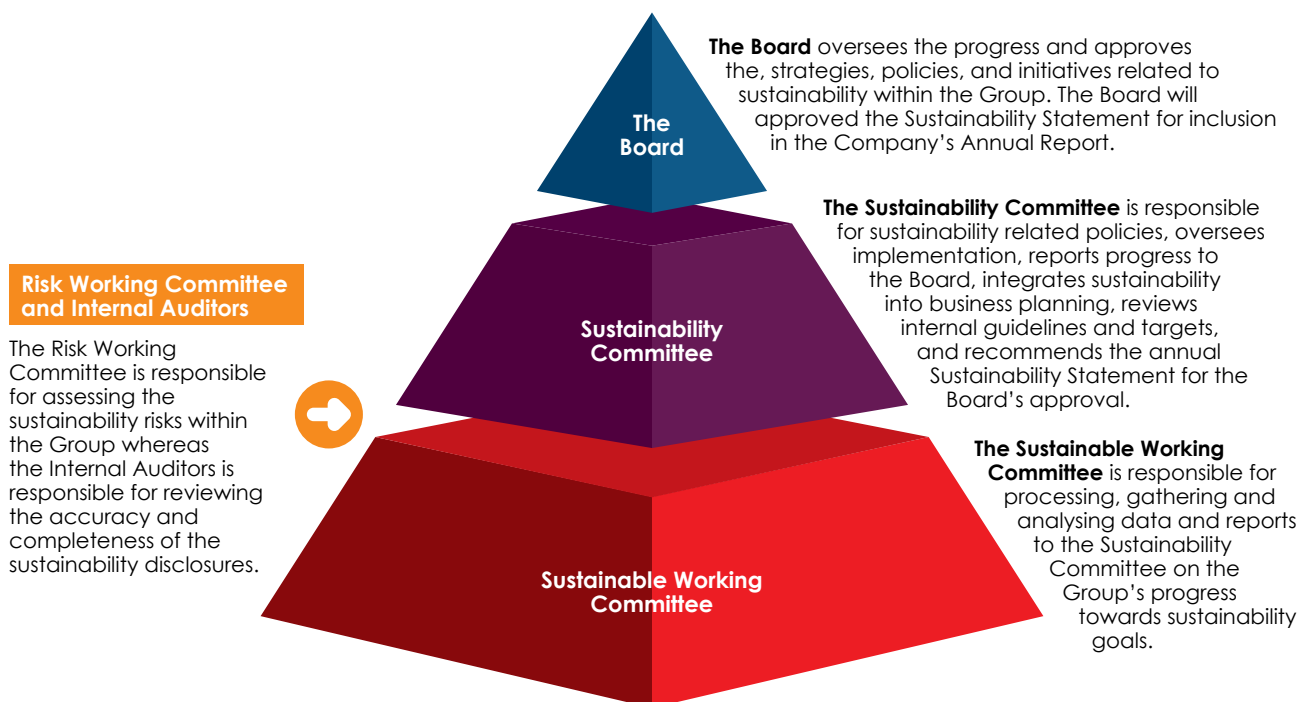 The Board oversees the progress and approves
the, strategies, policies, and initiatives related to
sustainability within the Group. The Board will
approved the Sustainability Statement for inclusion
in the Company’s Annual Report.
The
Board
The Sustainability Committee is responsible
for sustainability related policies, oversees
implementation, reports progress to
the Board, integrates sustainability
into business planning, reviews
internal guidelines and targets,
and recommends the annual
Sustainability Statement for the
Board’s approval.
Sustainability
Committee
Risk Working Committee
and Internal Auditors
The Risk Working
Committee is responsible
for assessing the
sustainability risks within
the Group whereas
the Internal Auditors is
responsible for reviewing
the accuracy and
completeness of the
sustainability disclosures.
The Sustainable Working
Committee is responsible for
processing, gathering and
analysing data and reports
to the Sustainability
Committee on the
Group’s progress
towards sustainability
goals.
Sustainable Working
Committee